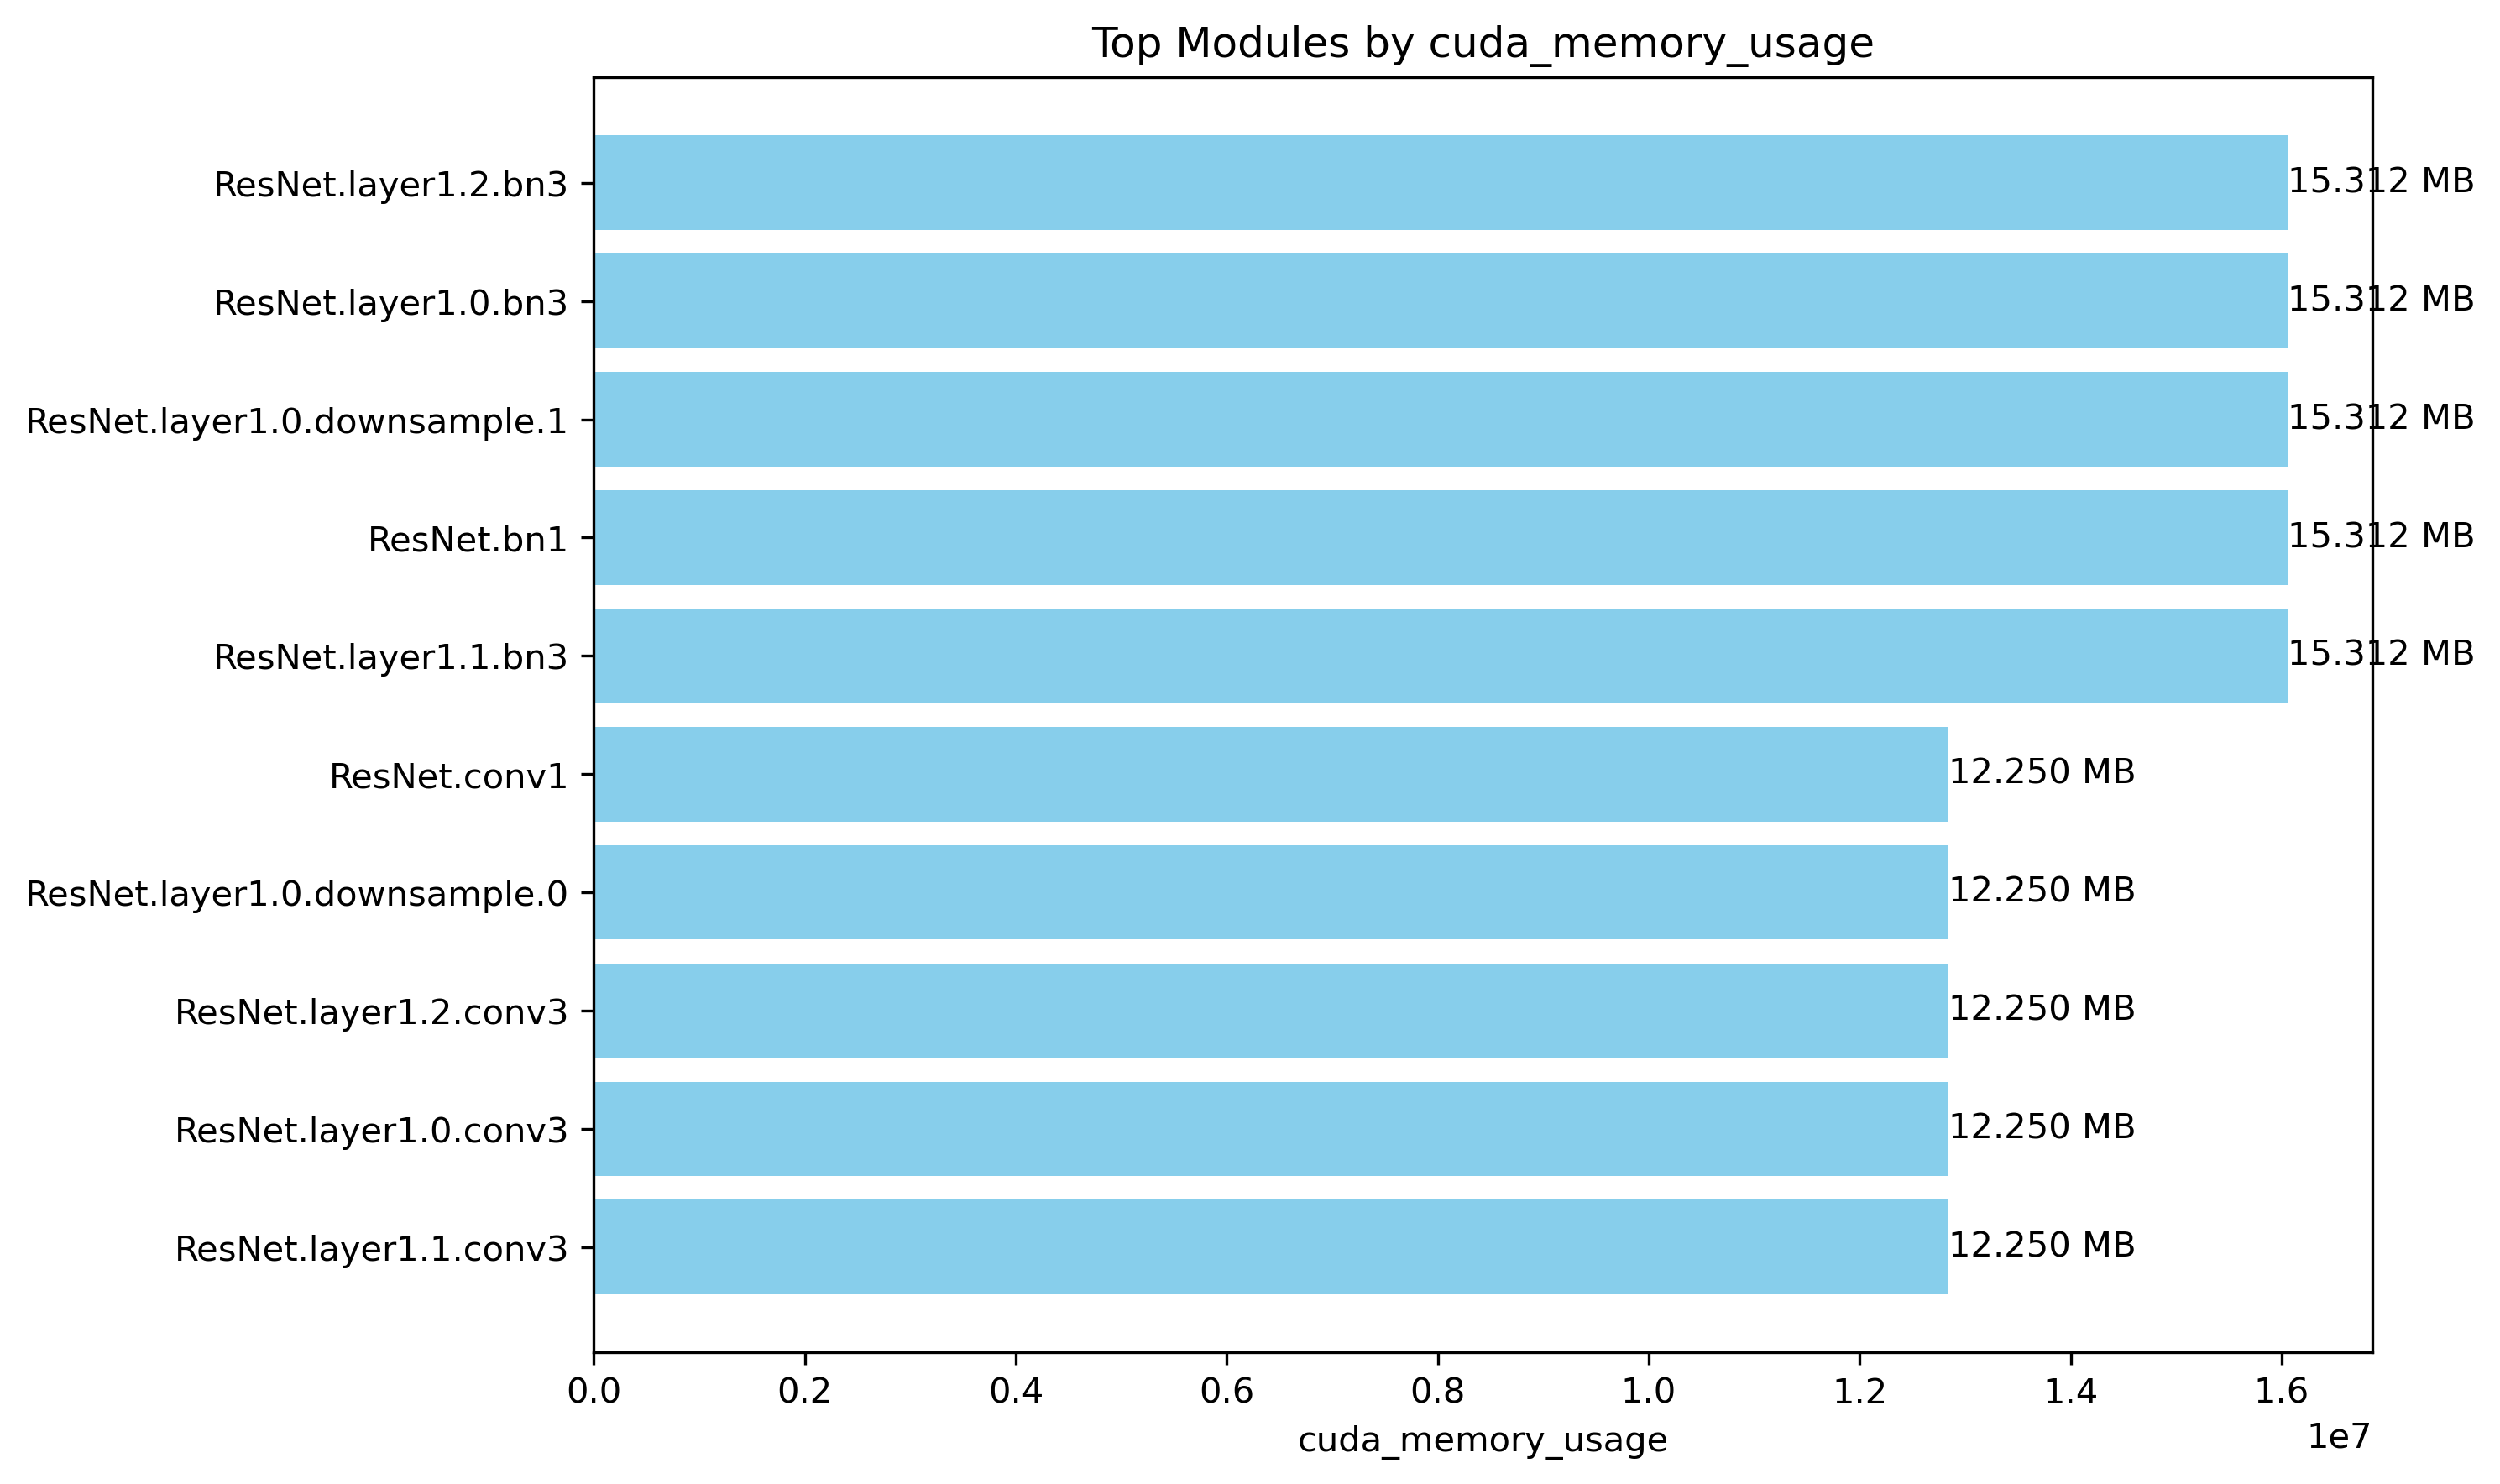 Top Modules by cuda_memory_usage
ResNet.layer1.2.bn3 15.312 MB
ResNet.layer1.0.bn3 15.312 MB
ResNet.layer1.0.downsample.1 15.312 MB
ResNet.bn1 15.312 MB
ResNet.layer1.1.bn3 15.312 MB
ResNet.conv1 12.250 MB
ResNet.layer1.0.downsample.0 12.250 MB
ResNet.layer1.2.conv3 12.250 MB
ResNet.layer1.0.conv3 12.250 MB
ResNet.layer1.1.conv3 12.250 MB
0.0 0.2 0.4 0.6 0.8 1.0 1.2 1.4 1.6
cuda_memory_usage 1e7